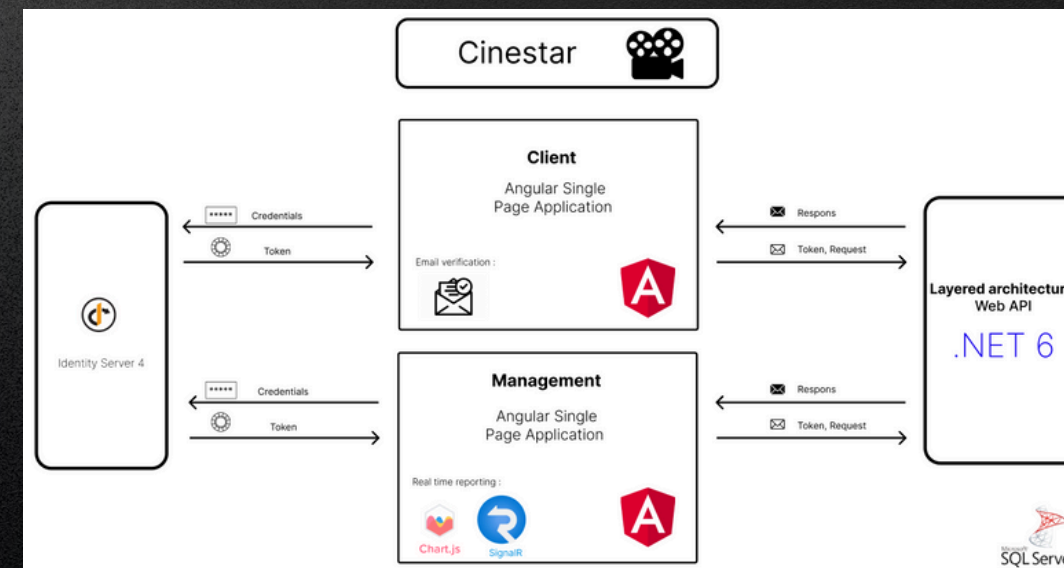 Cinestar
Client
Angular Single
Page Application
Email verification :
Credentials
Token
Respons
Token, Request
Identity Server 4
Layered architectur
Web API
.NET 6
Management
Angular Single
Page Application
Real time reporting :
Chart.js
SignalR
Credentials
Token
Respons
Token, Request
Microsoft
SQL Serve